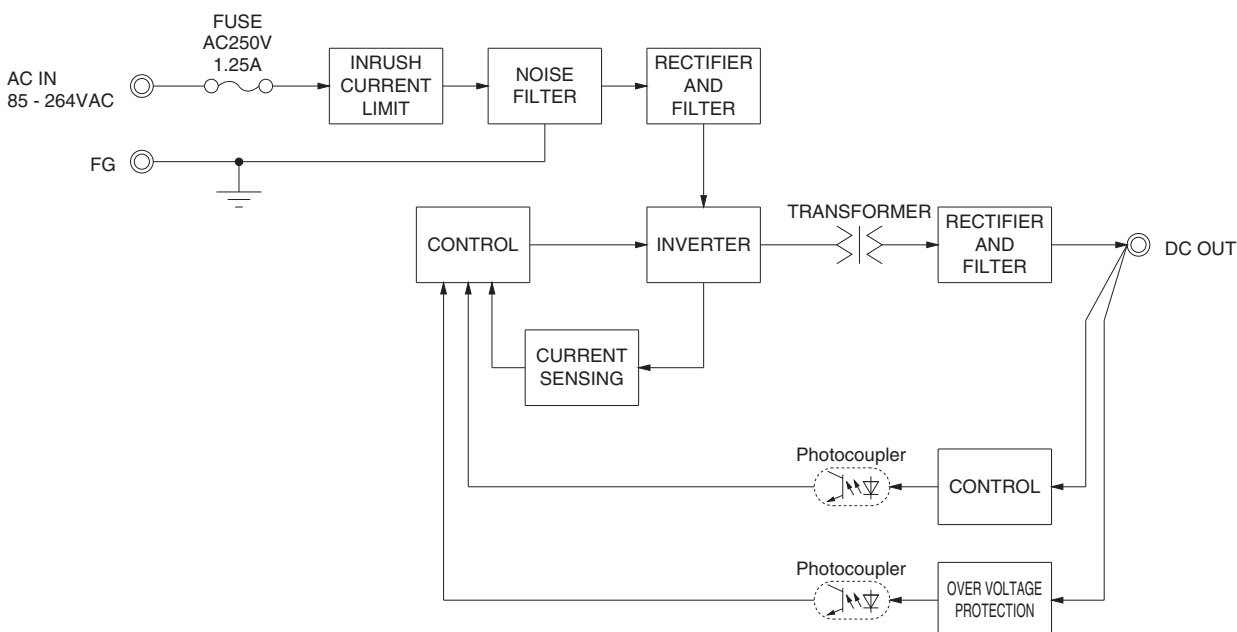 FUSE
AC250V
1.25A
AC IN
85 - 264VAC
INRUSH
CURRENT
LIMIT
NOISE
FILTER
RECTIFIER
AND
FILTER
FG
CONTROL
INVERTER
TRANSFORMER
RECTIFIER
AND
FILTER
DC OUT
CURRENT
SENSING
Photocoupler
CONTROL
Photocoupler
OVER VOLTAGE
PROTECTION